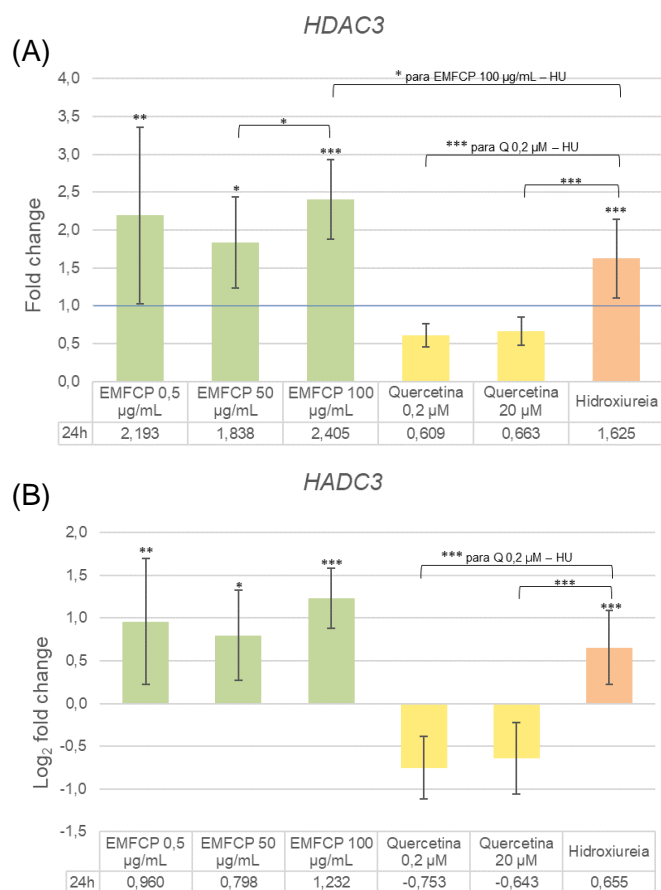 HDAC3
(A)
Fold change
4,0
3,5
3,0
2,5
2,0
1,5
1,0
0,5
0,0
* para EMFCP 100 µg/mL – HU
*** para Q 0,2 µM – HU
**
*
*
***
***
***
EMFCP 0,5 µg/mL
EMFCP 50 µg/mL
EMFCP 100 µg/mL
Quercetina 0,2 µM
Quercetina 20 µM
Hidroxiureia
24h 2,193 1,838 2,405 0,609 0,663 1,625
(B)
HADC3
Log2 fold change
2,0
1,5
1,0
0,5
0,0
-0,5
-1,0
-1,5
*** para Q 0,2 µM – HU
**
*
***
***
***
EMFCP 0,5 µg/mL
EMFCP 50 µg/mL
EMFCP 100 µg/mL
Quercetina 0,2 µM
Quercetina 20 µM
Hidroxiureia
24h 0,960 0,798 1,232 -0,753 -0,643 0,655